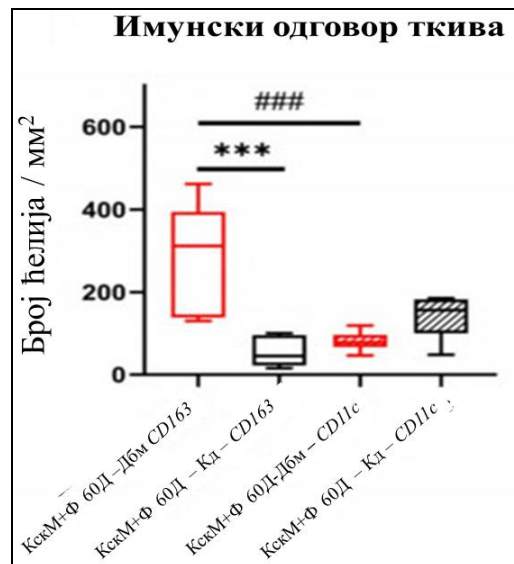 Имунски одговор ткива
Број ћелија / мм²
600
400
200
0
###
***
КскМ+Ф 60Д –Дбм CD163
КскМ+Ф 60Д – Кд – CD163
КскМ+Ф 60Д-Дбм – CD11c
КскМ+Ф 60Д – Кд – CD11c